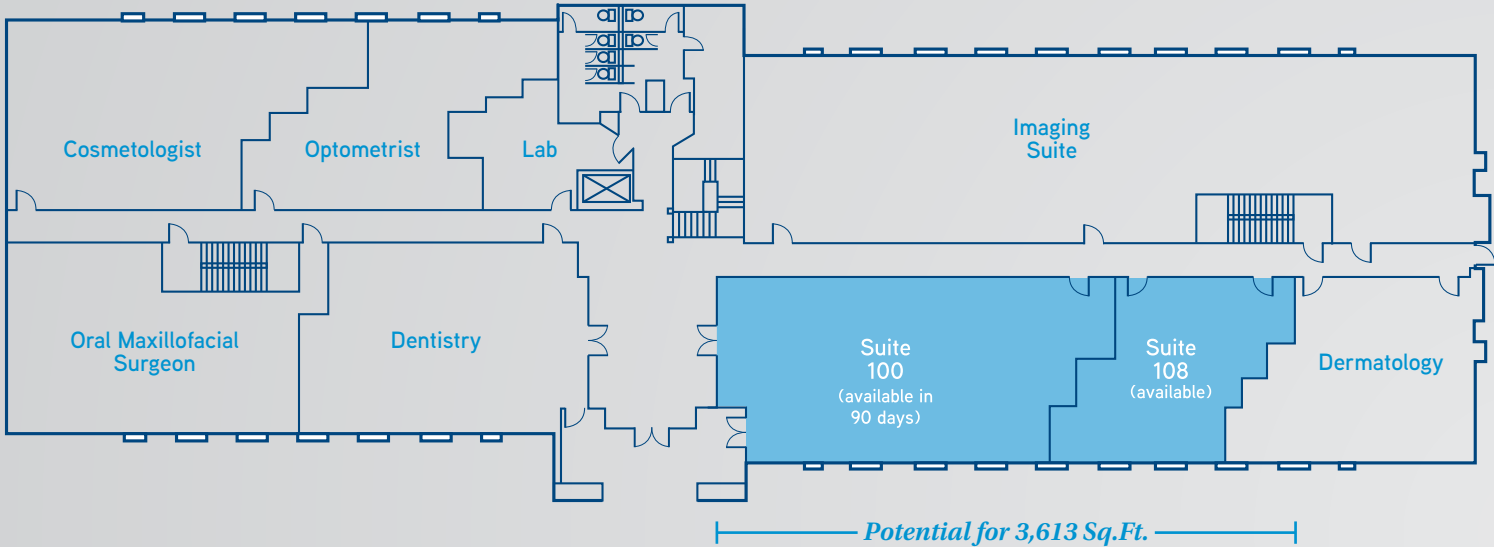 Cosmetologist
Optometrist
Lab
Imaging
Suite
Oral Maxillofacial
Surgeon
Dentistry
Suite
100
(available in
90 days)
Suite
108
(available)
Dermatology
Potential for 3,613 Sq.Ft.